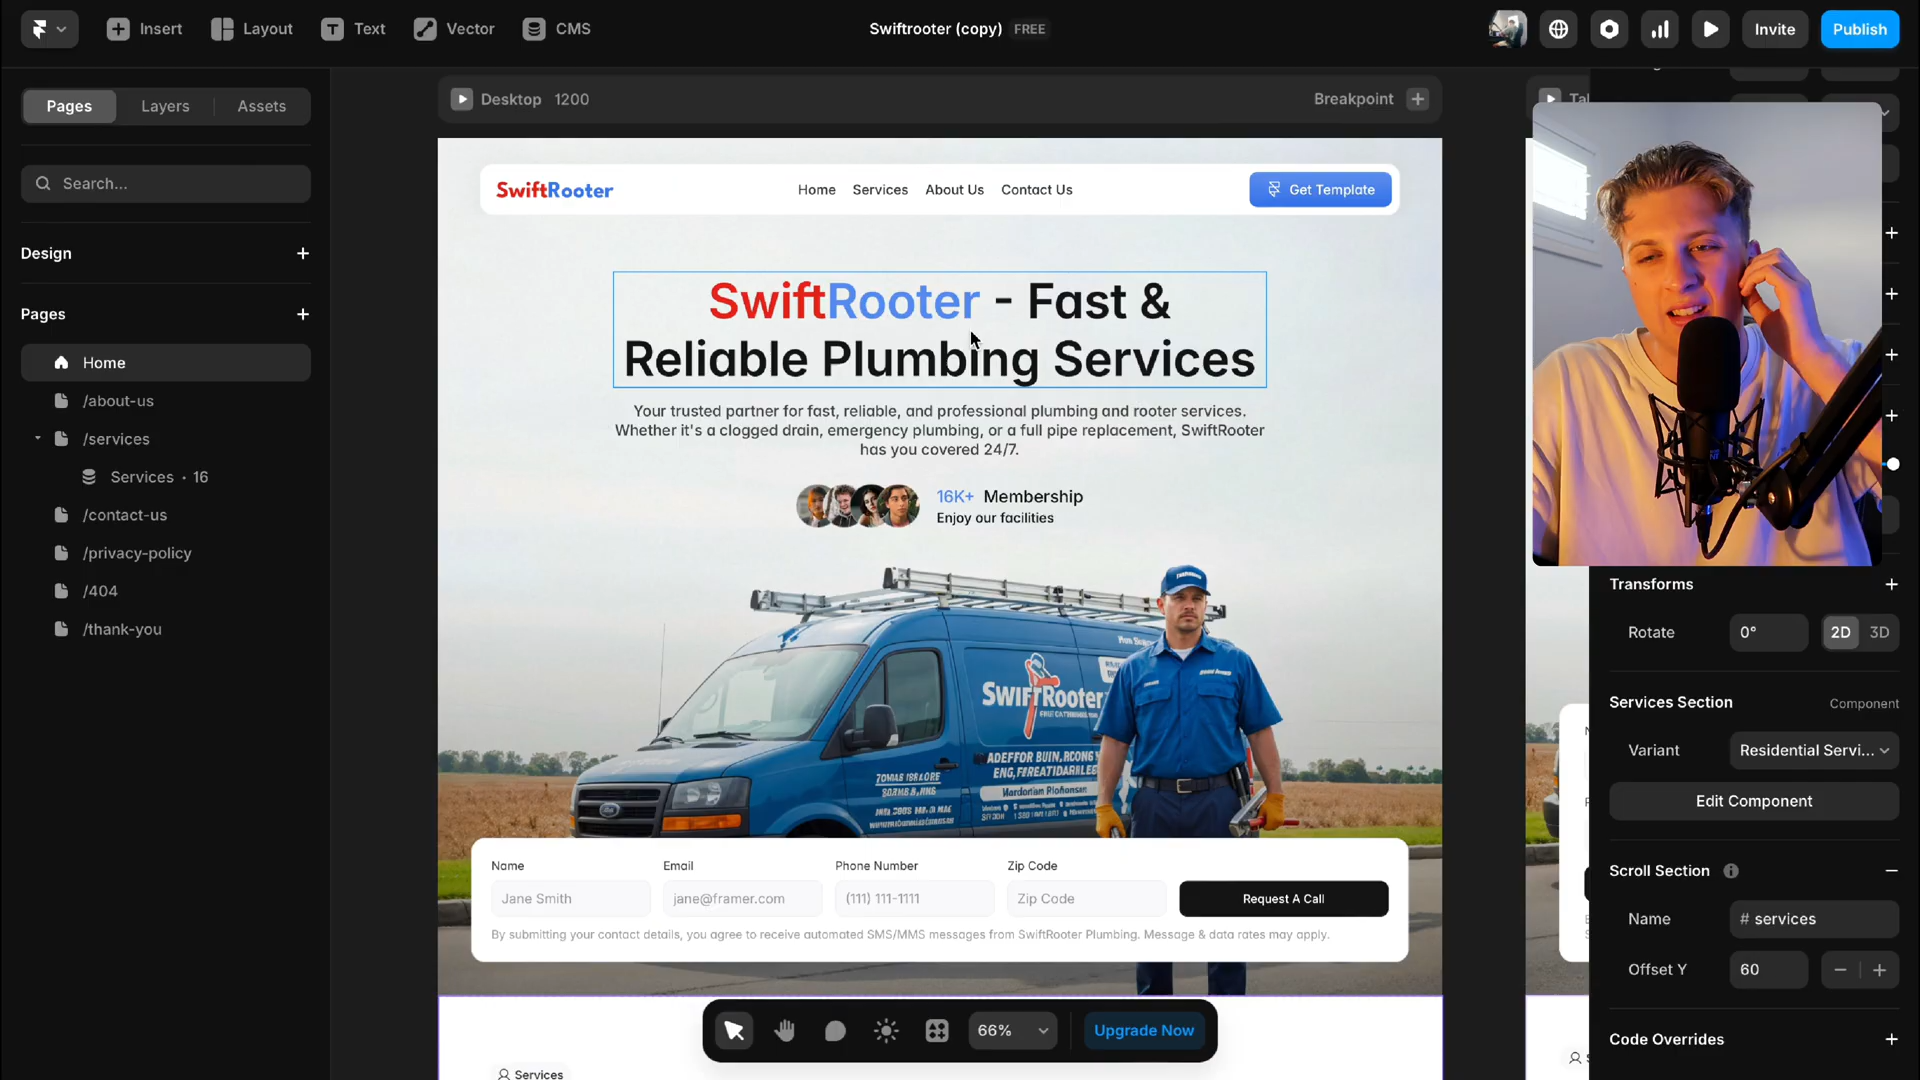 Insert
Layout
Text
Vector
CMS
Swiftrooter (copy) FREE
Invite
Publish
Pages
Layers
Assets
Search...
Design
Pages
Home
/about-us
/services
Services • 16
/contact-us
/privacy-policy
/404
/thank-you
Desktop 1200
Breakpoint
SwiftRooter
Home
Services
About Us
Contact Us
Get Template
SwiftRooter - Fast &
Reliable Plumbing Services
Your trusted partner for fast, reliable, and professional plumbing and rooter services.
Whether it's a clogged drain, emergency plumbing, or a full pipe replacement, SwiftRooter
has you covered 24/7.
16K+ Membership
Enjoy our facilities
SWIFTROOTER
Name
Email
Phone Number
Zip Code
Jane Smith
jane@framer.com
(111) 111-1111
Zip Code
Request A Call
By submitting your contact details, you agree to receive automated SMS/MMS messages from SwiftRooter Plumbing. Message & data rates may apply.
Services
66%
Upgrade Now
Transforms
Rotate
0°
2D
3D
Services Section
Component
Variant
Residential Servi...
Edit Component
Scroll Section
Name
# services
Offset Y
60
Code Overrides